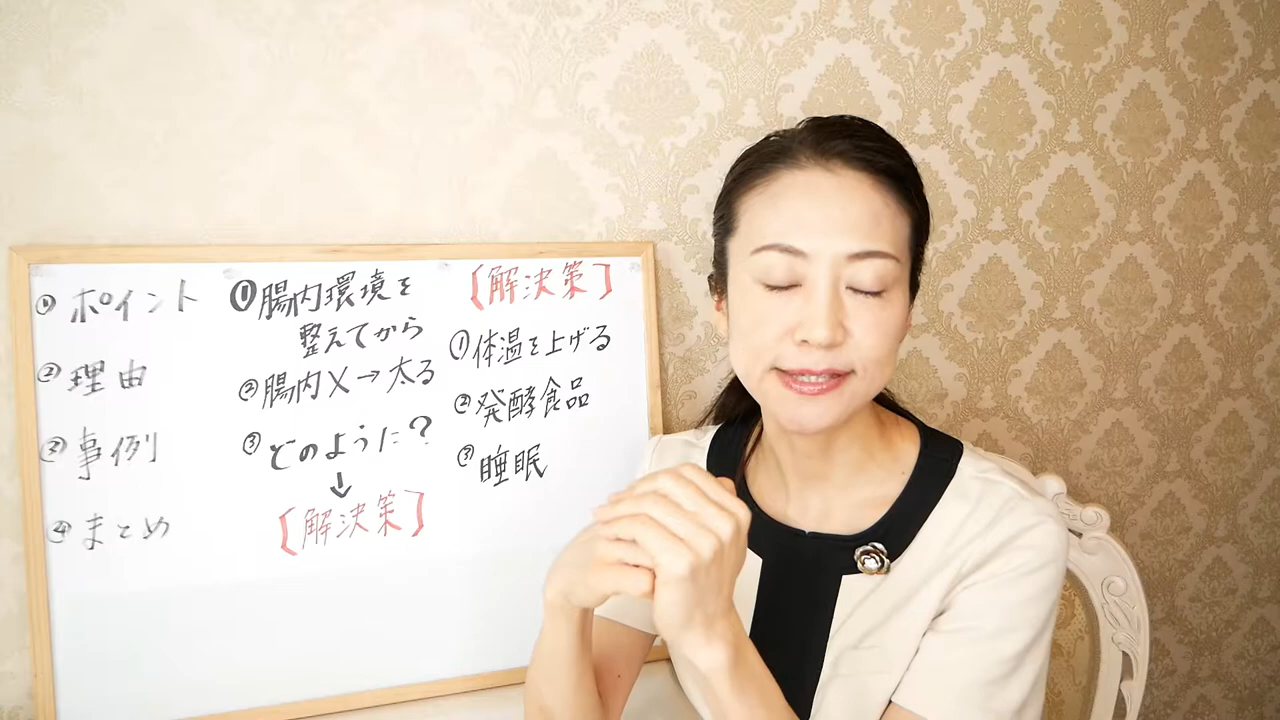 ① ポイント
② 理由
③ 事例
④ まとめ
① 腸内環境を
整えてから
② 腸内 X → 太る
③ どのように?
↓
【解決策】
【解決策】
① 体温を上げる
② 発酵食品
③ 睡眠